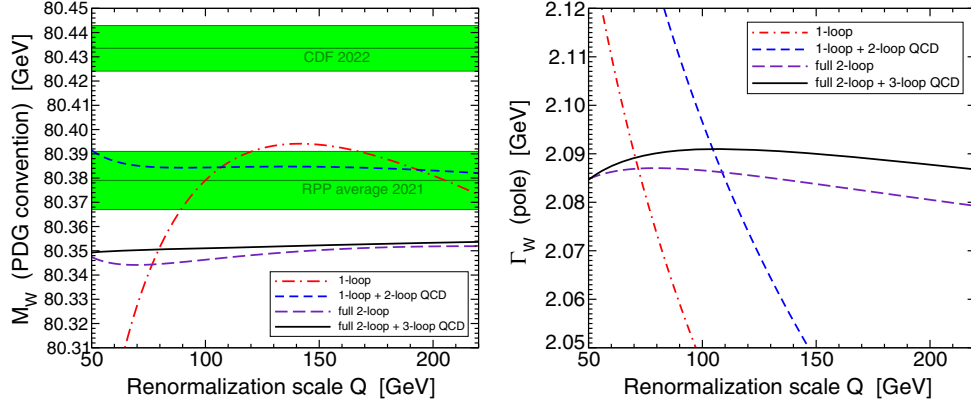 80.45
80.44
80.43
80.42
80.41
80.40
80.39
80.38
80.37
80.36
80.35
80.34
80.33
80.32
80.31
M_W (PDG convention) [GeV]
CDF 2022
RPP average 2021
1-loop
1-loop + 2-loop QCD
full 2-loop
full 2-loop + 3-loop QCD
50 100 150 200
Renormalization scale Q [GeV]
2.12
2.11
2.10
2.09
2.08
2.07
2.06
2.05
Γ_W (pole) [GeV]
1-loop
1-loop + 2-loop QCD
full 2-loop
full 2-loop + 3-loop QCD
50 100 150 200
Renormalization scale Q [GeV]